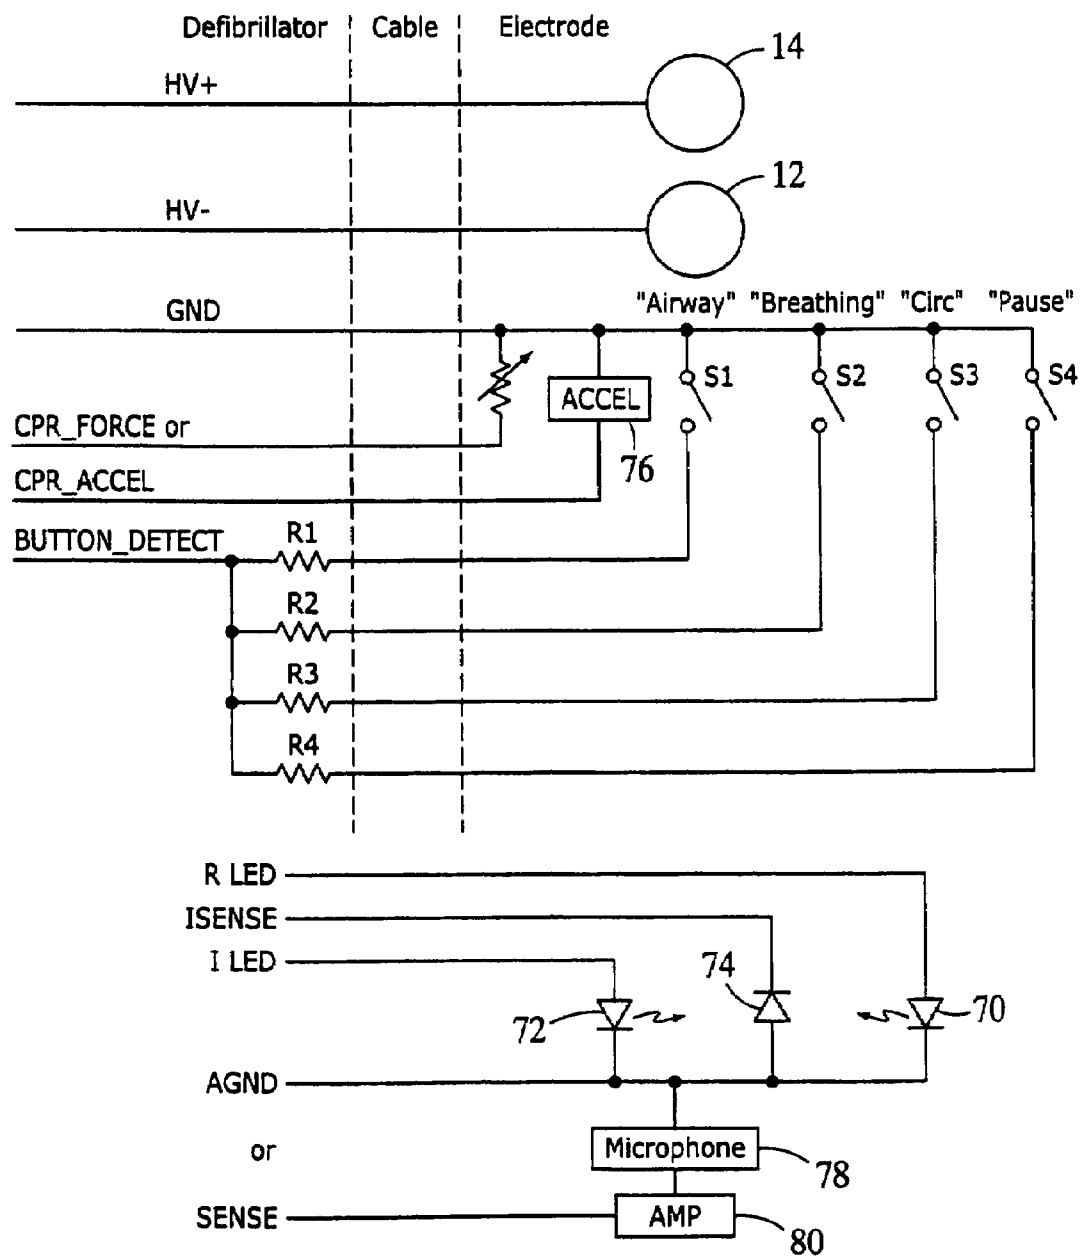 Defibrillator Cable Electrode
HV+ 14
HV- 12
GND "Airway" "Breathing" "Circ" "Pause"
S1 S2 S3 S4
ACCEL
CPR_FORCE or
76
CPR_ACCEL
BUTTON_DETECT R1
R2
R3
R4
R LED
ISENSE
I LED
74
72 70
AGND
or Microphone
78
SENSE AMP
80